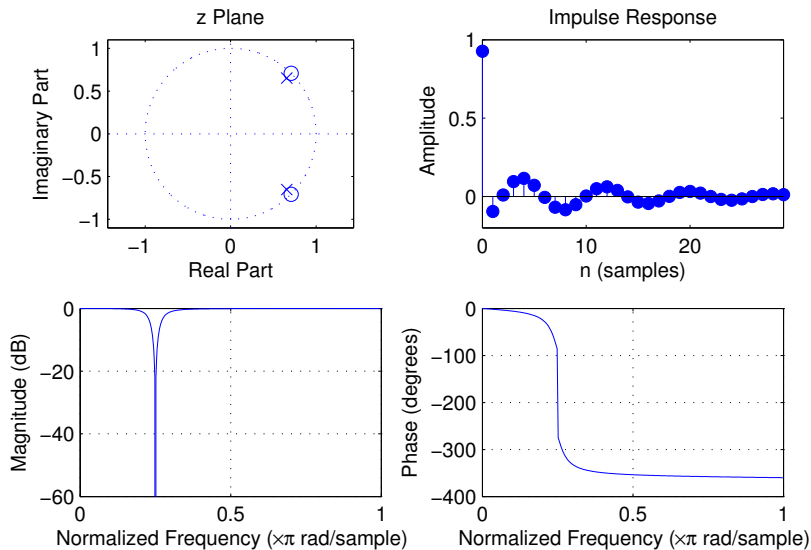 z Plane
1
0.5
0
−0.5
−1
−1
0
1
Imaginary Part
Real Part
Impulse Response
1
0.5
0
0
10
20
Amplitude
n (samples)
0
−20
−40
−60
0
0.5
1
Magnitude (dB)
Normalized Frequency (×π rad/sample)
0
−100
−200
−300
−400
0
0.5
1
Phase (degrees)
Normalized Frequency (×π rad/sample)